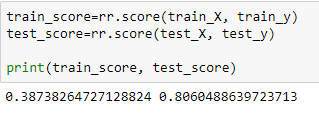 train_score=rr.score(train_X, train_y)
test_score=rr.score(test_X, test_y)
print(train_score, test_score)
0.38738264727128824 0.8060488639723713